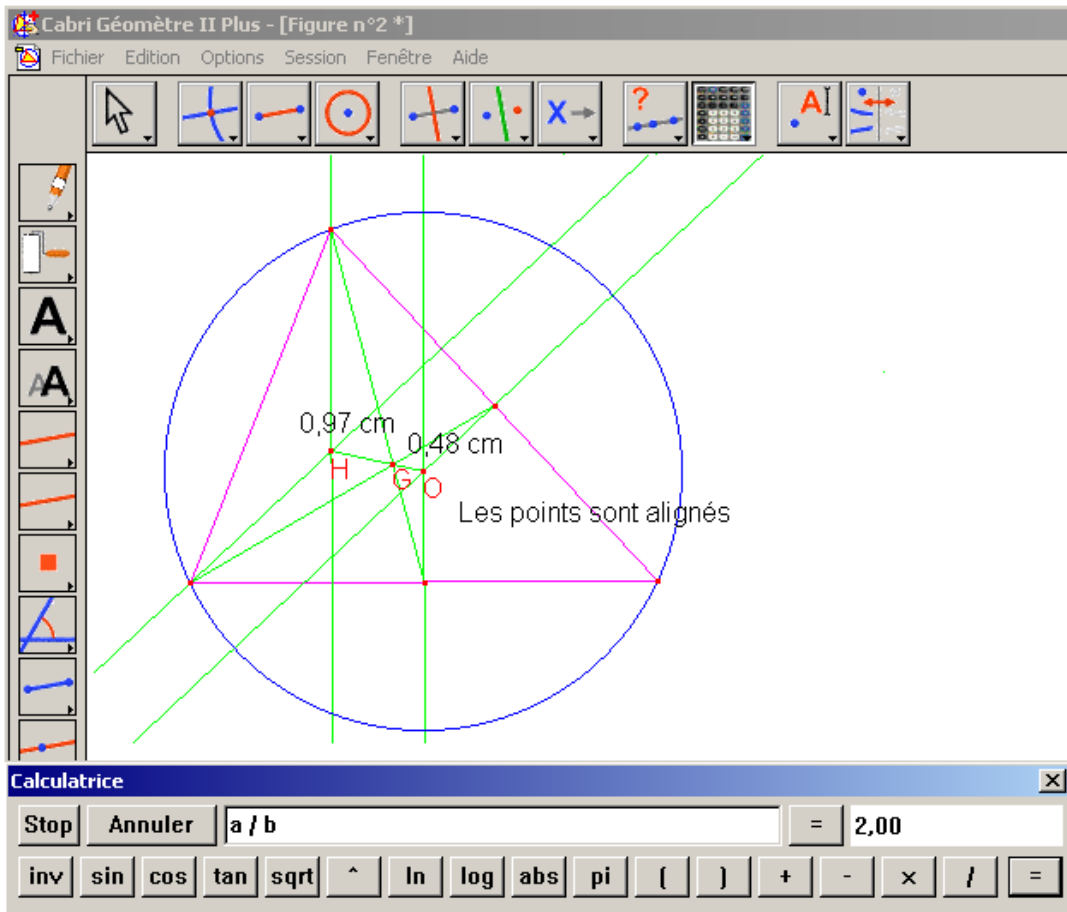 Cabri Géomètre II Plus - [Figure n°2 *]
Fichier Edition Options Session Fenêtre Aide
? X A
A
AA
0,97 cm
0,48 cm
H G O
Les points sont alignés
Calculatrice
Stop Annuler a / b = 2,00
inv sin cos tan sqrt ^ ln log abs pi ( ) + - × / =